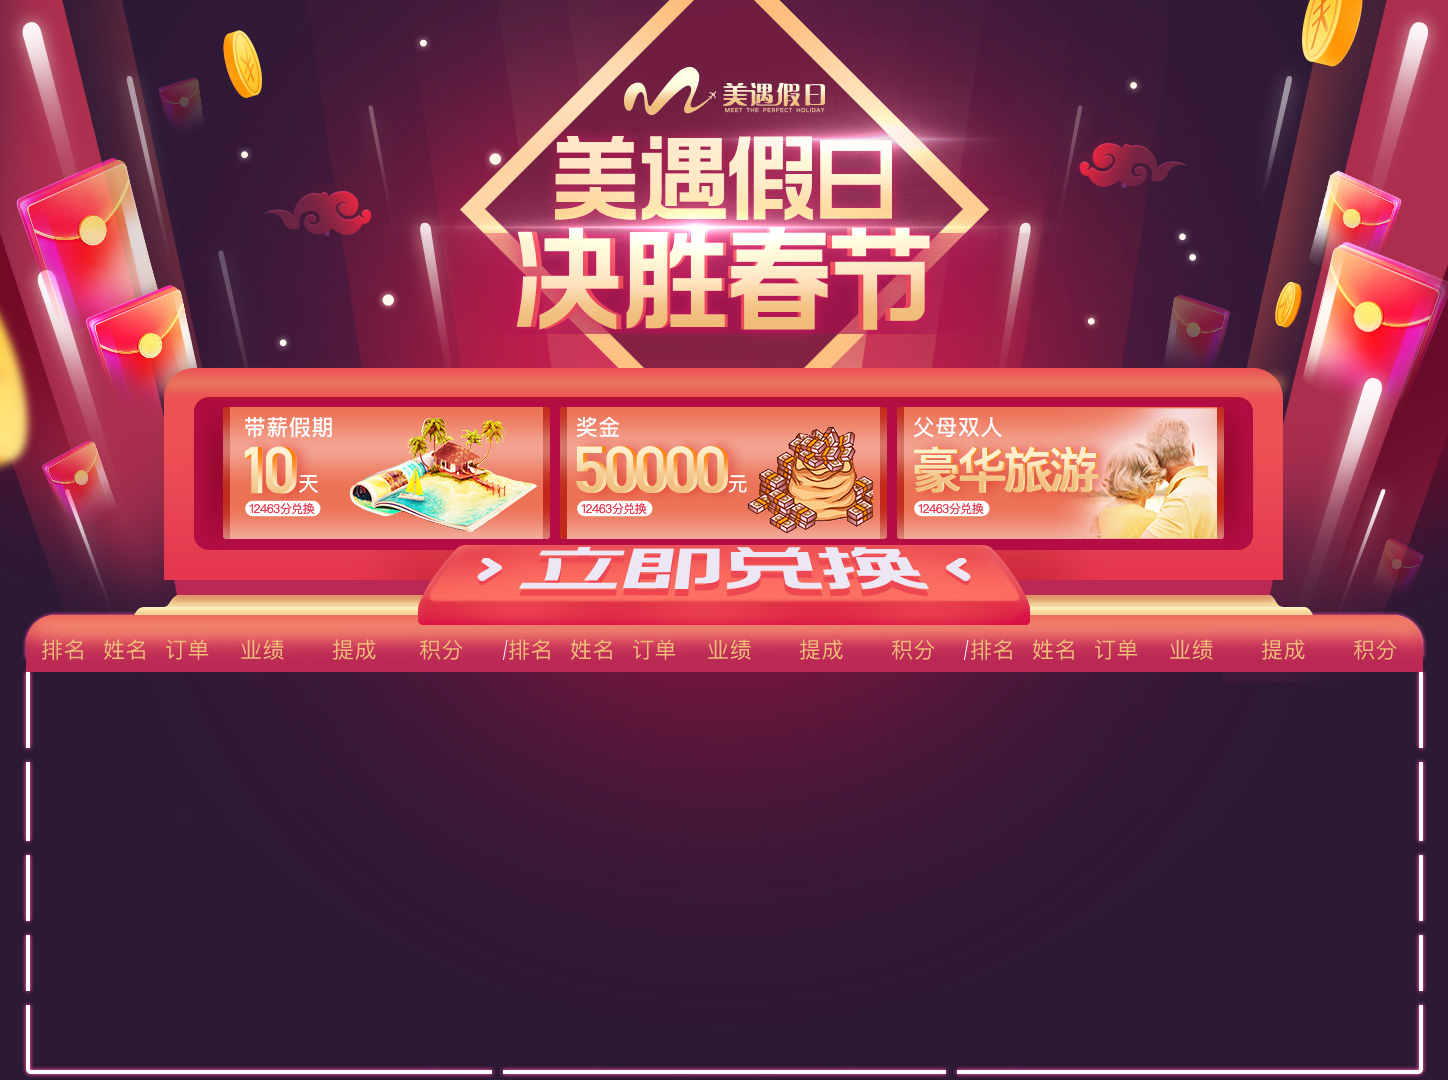 美遇假日
MEET THE PERFECT HOLIDAY
美遇假日
决胜春节
带薪假期
10天
12463分兑换
奖金
50000元
12463分兑换
父母双人
豪华旅游
12463分兑换
立即兑换
排名 姓名 订单 业绩 提成 积分 /排名 姓名 订单 业绩 提成 积分 /排名 姓名 订单 业绩 提成 积分